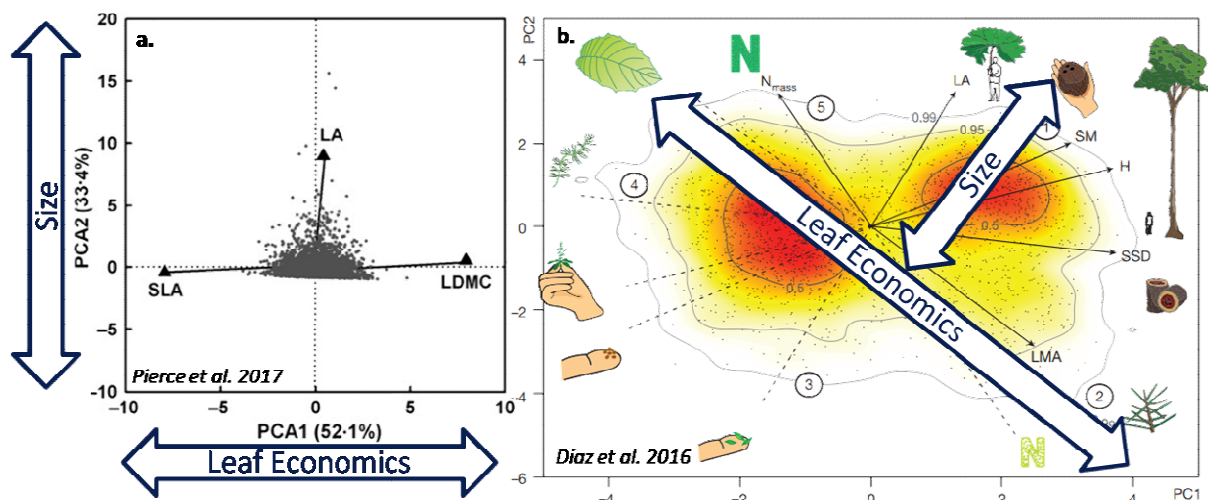 Size
PCA2 (33·4%)
20
15
10
5
0
−5
-10
a.
LA
SLA
LDMC
Pierce et al. 2017
−10
−5
0
5
10
PCA1 (52·1%)
Leaf Economics
PC2
4
2
0
−2
−4
−6
b.
N
Nmass
LA
5
0.99
0.95
1
SM
H
4
Size
0.5
SSD
Leaf Economics
0.5
LMA
3
2
N
Diaz et al. 2016
−4
0
3
4
PC1